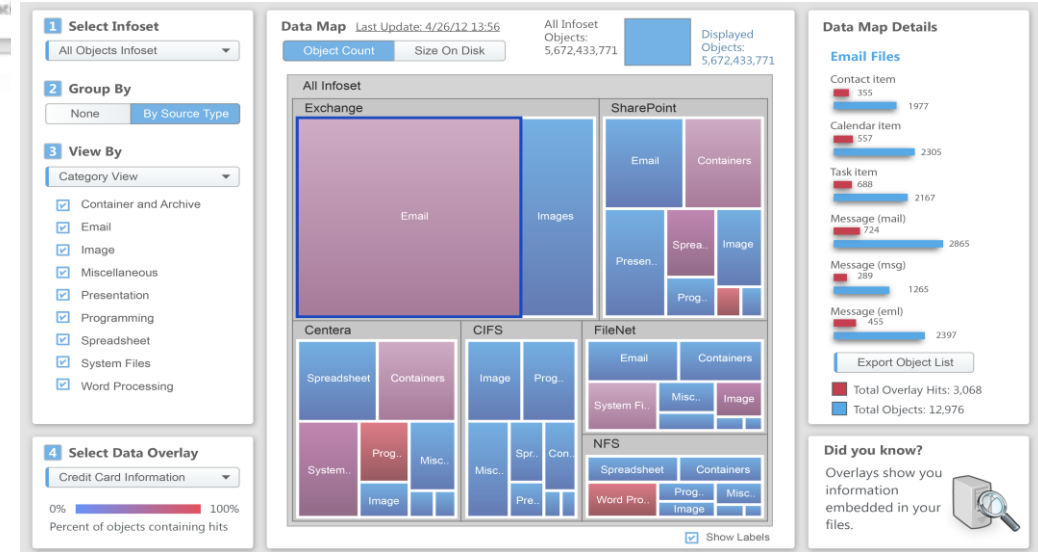 1 Select Infoset
All Objects Infoset
2 Group By
None By Source Type
3 View By
Category View
Container and Archive
Email
Image
Miscellaneous
Presentation
Programming
Spreadsheet
System Files
Word Processing
4 Select Data Overlay
Credit Card Information
0% 100%
Percent of objects containing hits
Data Map Last Update: 4/26/12 13:56
Object Count Size On Disk
All Infoset
Objects:
5,672,433,771
Displayed
Objects:
5,672,433,771
All Infoset
Exchange
Email Images
SharePoint
Email Containers
Presen.. Sprea.. Image
Prog..
Centera
Spreadsheet Containers
System.. Prog.. Misc..
Image
CIFS
Image Prog..
Misc.. Spr.. Con..
Pre..
FileNet
Email Containers
System Fi.. Misc.. Image
NFS
Spreadsheet Containers
Word Pro.. Prog.. Misc..
Image
Show Labels
Data Map Details
Email Files
Contact item
355
1977
Calendar item
557
2305
Task item
688
2167
Message (mail)
724
2865
Message (msg)
289
1265
Message (eml)
455
2397
Export Object List
Total Overlay Hits: 3,068
Total Objects: 12,976
Did you know?
Overlays show you
information
embedded in your
files.